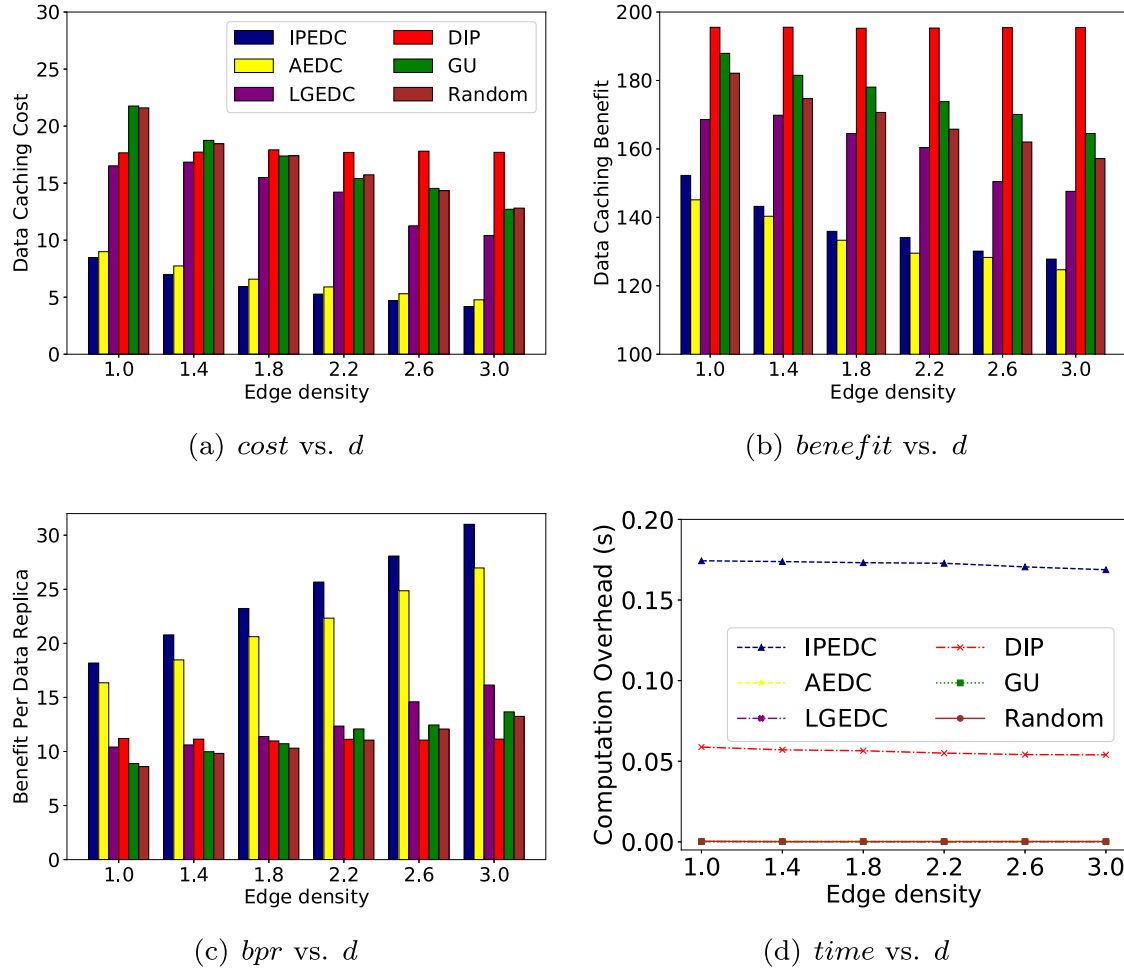 30
25
20
15
10
5
0
Data Caching Cost
IPEDC
AEDC
LGEDC
DIP
GU
Random
1.0 1.4 1.8 2.2 2.6 3.0
Edge density
(a) cost vs. d
200
180
160
140
120
100
Data Caching Benefit
1.0 1.4 1.8 2.2 2.6 3.0
Edge density
(b) benefit vs. d
30
25
20
15
10
5
0
Benefit Per Data Replica
1.0 1.4 1.8 2.2 2.6 3.0
Edge density
(c) bpr vs. d
0.20
0.15
0.10
0.05
0.00
Computation Overhead (s)
IPEDC
AEDC
LGEDC
DIP
GU
Random
1.0 1.4 1.8 2.2 2.6 3.0
Edge density
(d) time vs. d